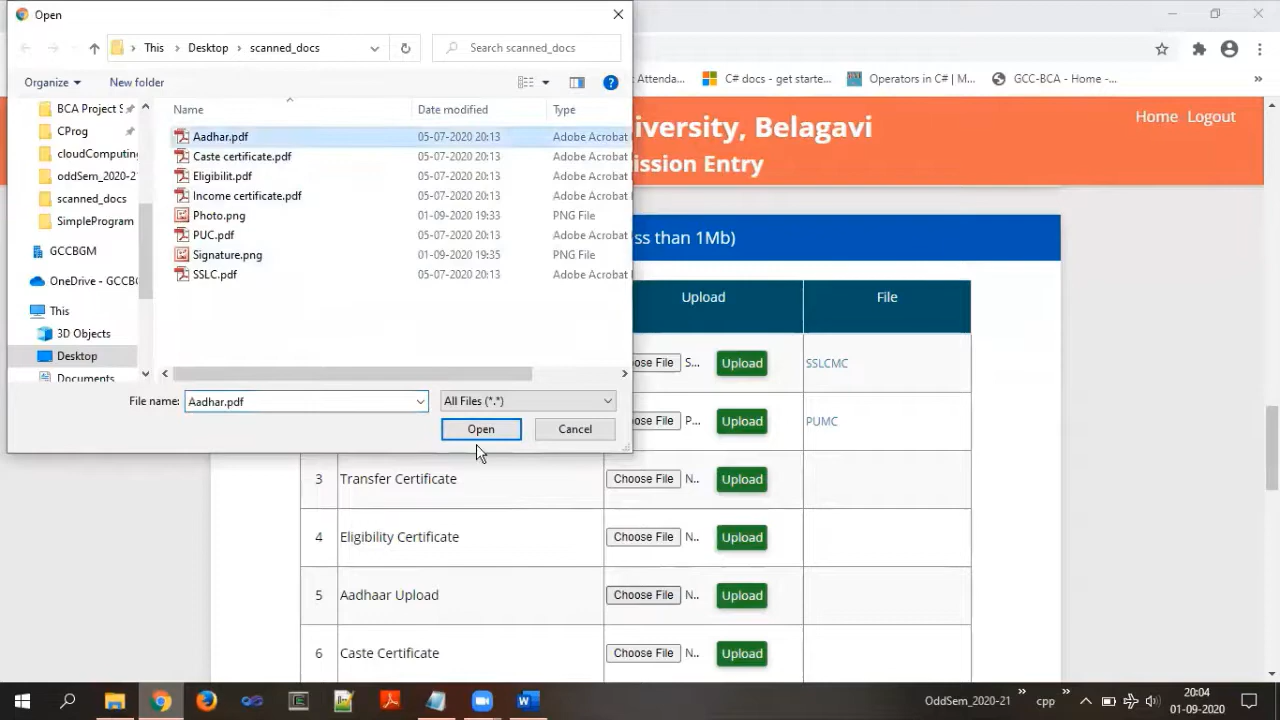 Open
This
Desktop
scanned_docs
Search scanned_docs
Organize
New folder
Name
Date modified
Type
BCA Project S
CProg
cloudComputing
oddSem_2020-21
scanned_docs
SimpleProgram
GCCBGM
OneDrive - GCCBG
This
3D Objects
Desktop
Documents
Aadhar.pdf 05-07-2020 20:13 Adobe Acrobat
Caste certificate.pdf 05-07-2020 20:13 Adobe Acrobat
Eligibilit.pdf 05-07-2020 20:13 Adobe Acrobat
Income certificate.pdf 05-07-2020 20:13 Adobe Acrobat
Photo.png 01-09-2020 19:33 PNG File
PUC.pdf 05-07-2020 20:13 Adobe Acrobat
Signature.png 01-09-2020 19:35 PNG File
SSLC.pdf 05-07-2020 20:13 Adobe Acrobat
File name: Aadhar.pdf All Files (*.*)
Open Cancel
Attenda... C# docs - get starte... Operators in C# | M... GCC-BCA - Home -... »
iversity, Belagavi
ission Entry
Home Logout
ss than 1Mb)
Upload File
ose File S... Upload SSLCMC
ose File P... Upload PUMC
3 Transfer Certificate Choose File N.. Upload
4 Eligibility Certificate Choose File N.. Upload
5 Aadhaar Upload Choose File N.. Upload
6 Caste Certificate Choose File N.. Upload
OddSem_2020-21 » cpp » 20:04
01-09-2020